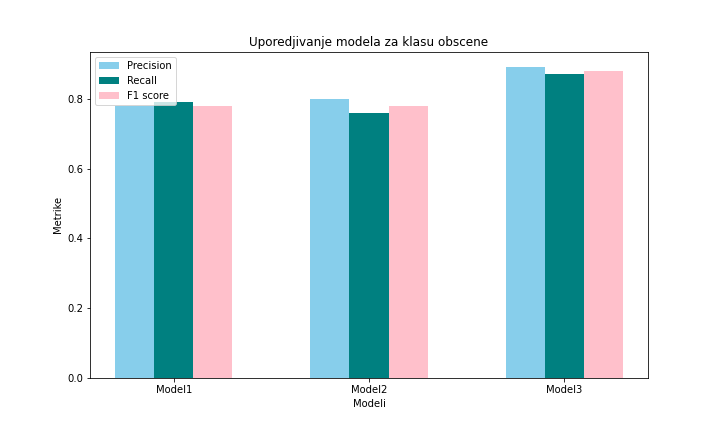 Uporedjivanje modela za klasu obscene
Precision
Recall
F1 score
Metrike
0.8
0.6
0.4
0.2
0.0
Model1
Model2
Model3
Modeli